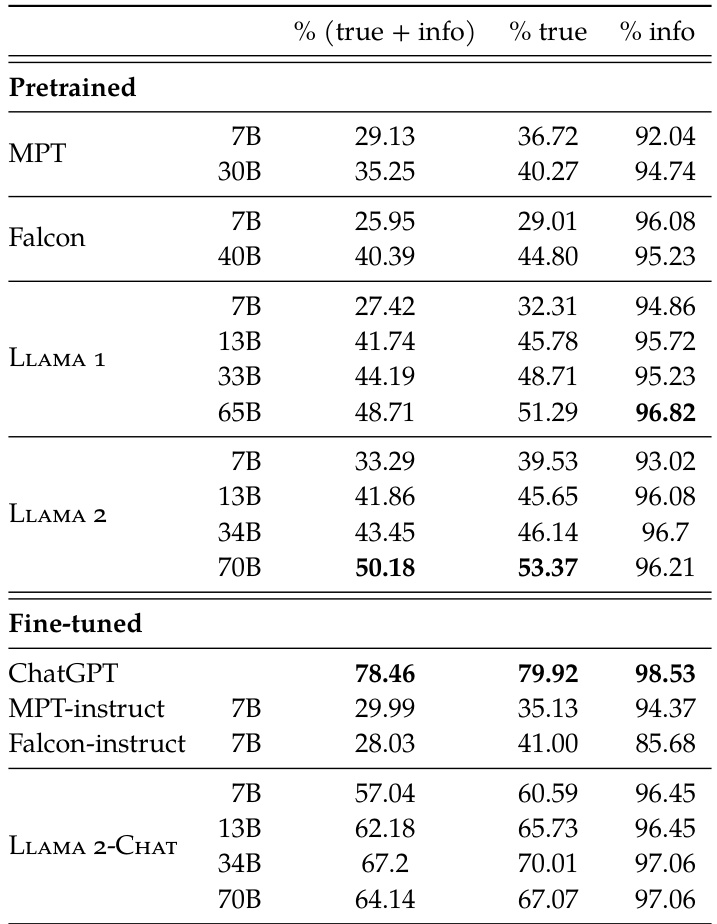 % (true + info) % true % info
Pretrained
MPT 7B 29.13 36.72 92.04
30B 35.25 40.27 94.74
Falcon 7B 25.95 29.01 96.08
40B 40.39 44.80 95.23
Llama 1 7B 27.42 32.31 94.86
13B 41.74 45.78 95.72
33B 44.19 48.71 95.23
65B 48.71 51.29 96.82
Llama 2 7B 33.29 39.53 93.02
13B 41.86 45.65 96.08
34B 43.45 46.14 96.7
70B 50.18 53.37 96.21
Fine-tuned
ChatGPT 78.46 79.92 98.53
MPT-instruct 7B 29.99 35.13 94.37
Falcon-instruct 7B 28.03 41.00 85.68
Llama 2-Chat 7B 57.04 60.59 96.45
13B 62.18 65.73 96.45
34B 67.2 70.01 97.06
70B 64.14 67.07 97.06